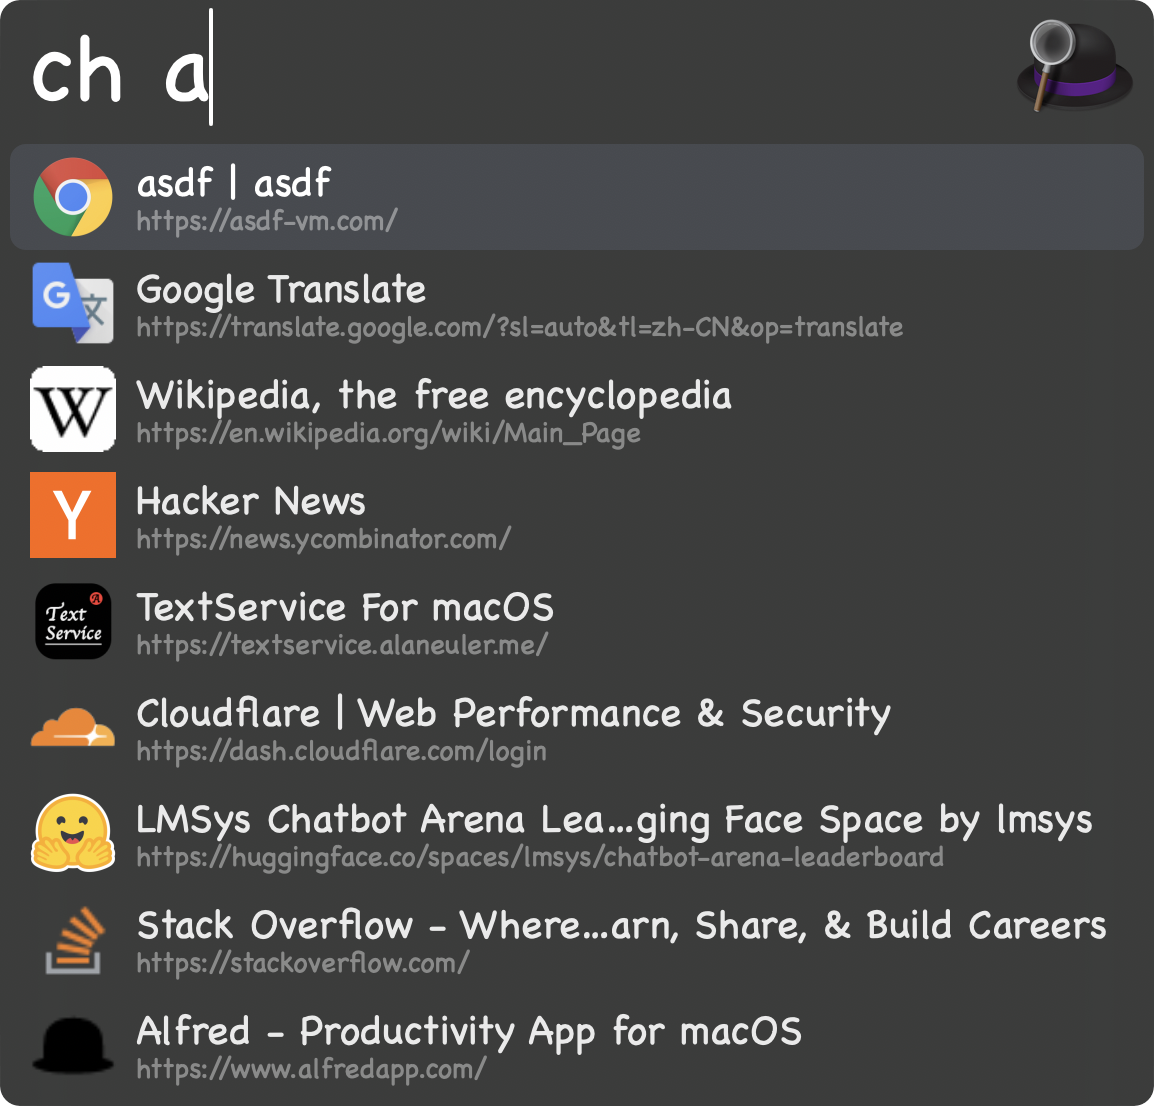 ch a
asdf | asdf
https://asdf-vm.com/
G 文
Google Translate
https://translate.google.com/?sl=auto&tl=zh-CN&op=translate
W
Wikipedia, the free encyclopedia
https://en.wikipedia.org/wiki/Main_Page
Y
Hacker News
https://news.ycombinator.com/
Text A
Service
TextService For macOS
https://textservice.alaneuler.me/
Cloudflare | Web Performance & Security
https://dash.cloudflare.com/login
LMSys Chatbot Arena Lea...ging Face Space by lmsys
https://huggingface.co/spaces/lmsys/chatbot-arena-leaderboard
Stack Overflow - Where...arn, Share, & Build Careers
https://stackoverflow.com/
Alfred - Productivity App for macOS
https://www.alfredapp.com/